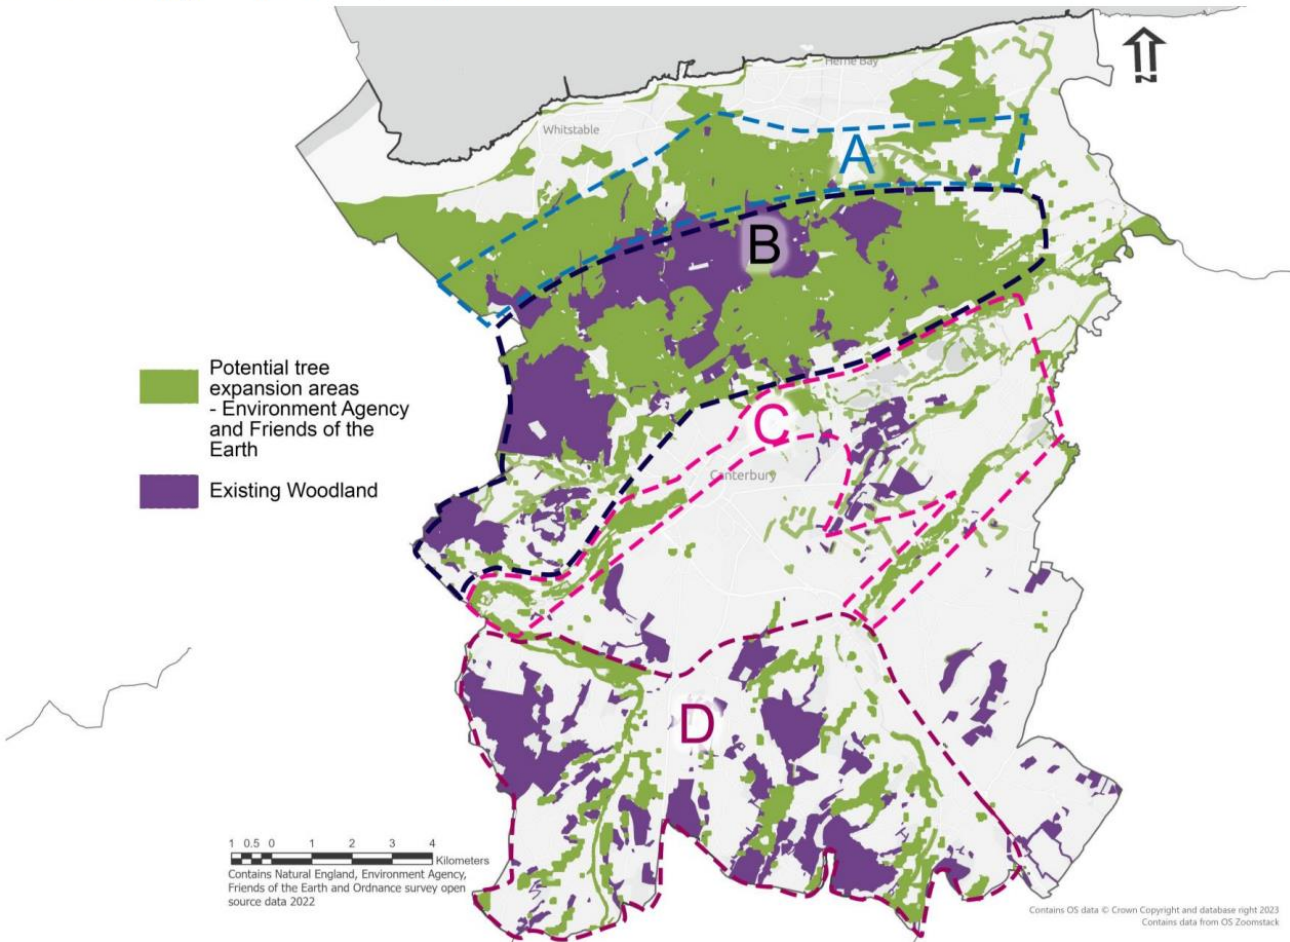 Herne Bay
Whitstable
A
B
Potential tree
expansion areas
- Environment Agency
and Friends of the
Earth
Existing Woodland
C
Canterbury
D
N
1 0.5 0 1 2 3 4
Kilometers
Contains Natural England, Environment Agency,
Friends of the Earth and Ordnance survey open
source data 2022
Contains OS data © Crown Copyright and database right 2023
Contains data from OS Zoomstack